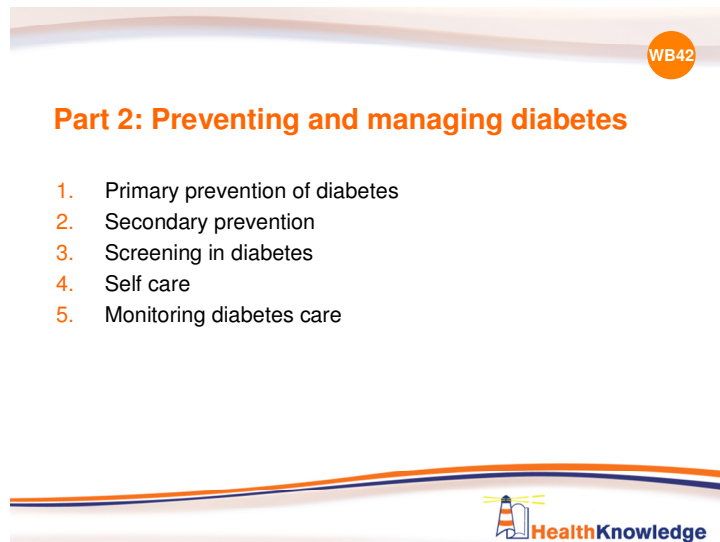 WB42
Part 2: Preventing and managing diabetes
1. Primary prevention of diabetes
2. Secondary prevention
3. Screening in diabetes
4. Self care
5. Monitoring diabetes care
HealthKnowledge